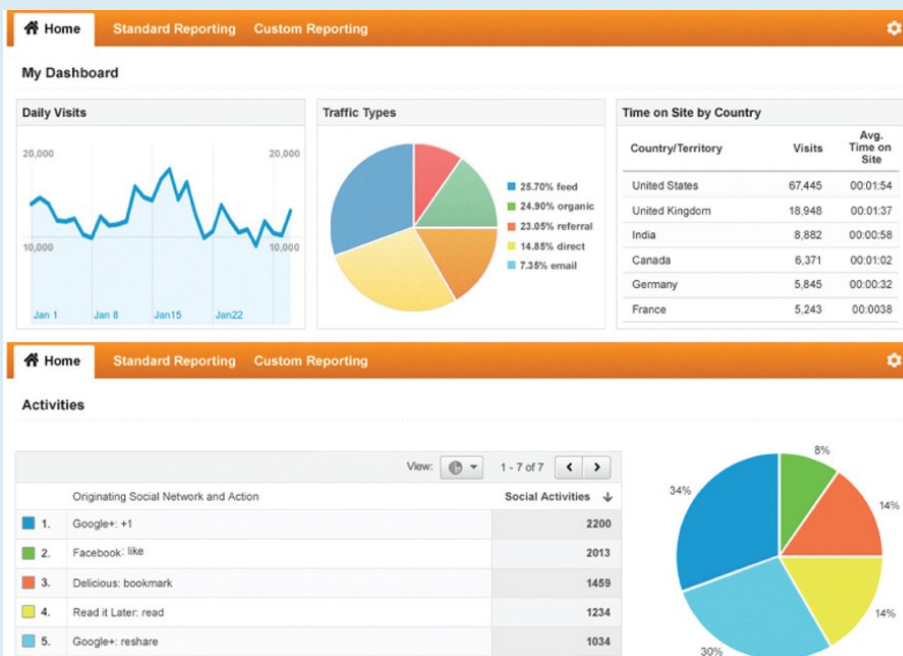 Home Standard Reporting Custom Reporting
My Dashboard
Daily Visits
20,000 20,000
10,000 10,000
Jan 1 Jan 8 Jan15 Jan22
Traffic Types
25.70% feed
24.90% organic
23.05% referral
14.85% direct
7.35% email
Time on Site by Country
Country/Territory Visits Avg. Time on Site
United States 67,445 00:01:54
United Kingdom 18,948 00:01:37
India 8,882 00:00:58
Canada 6,371 00:01:02
Germany 5,845 00:00:32
France 5,243 00:0038
Home Standard Reporting Custom Reporting
Activities
View: 1 - 7 of 7
Originating Social Network and Action Social Activities
1. Google+: +1 2200
2. Facebook: like 2013
3. Delicious: bookmark 1459
4. Read it Later: read 1234
5. Google+: reshare 1034
8%
34%
14%
14%
30%